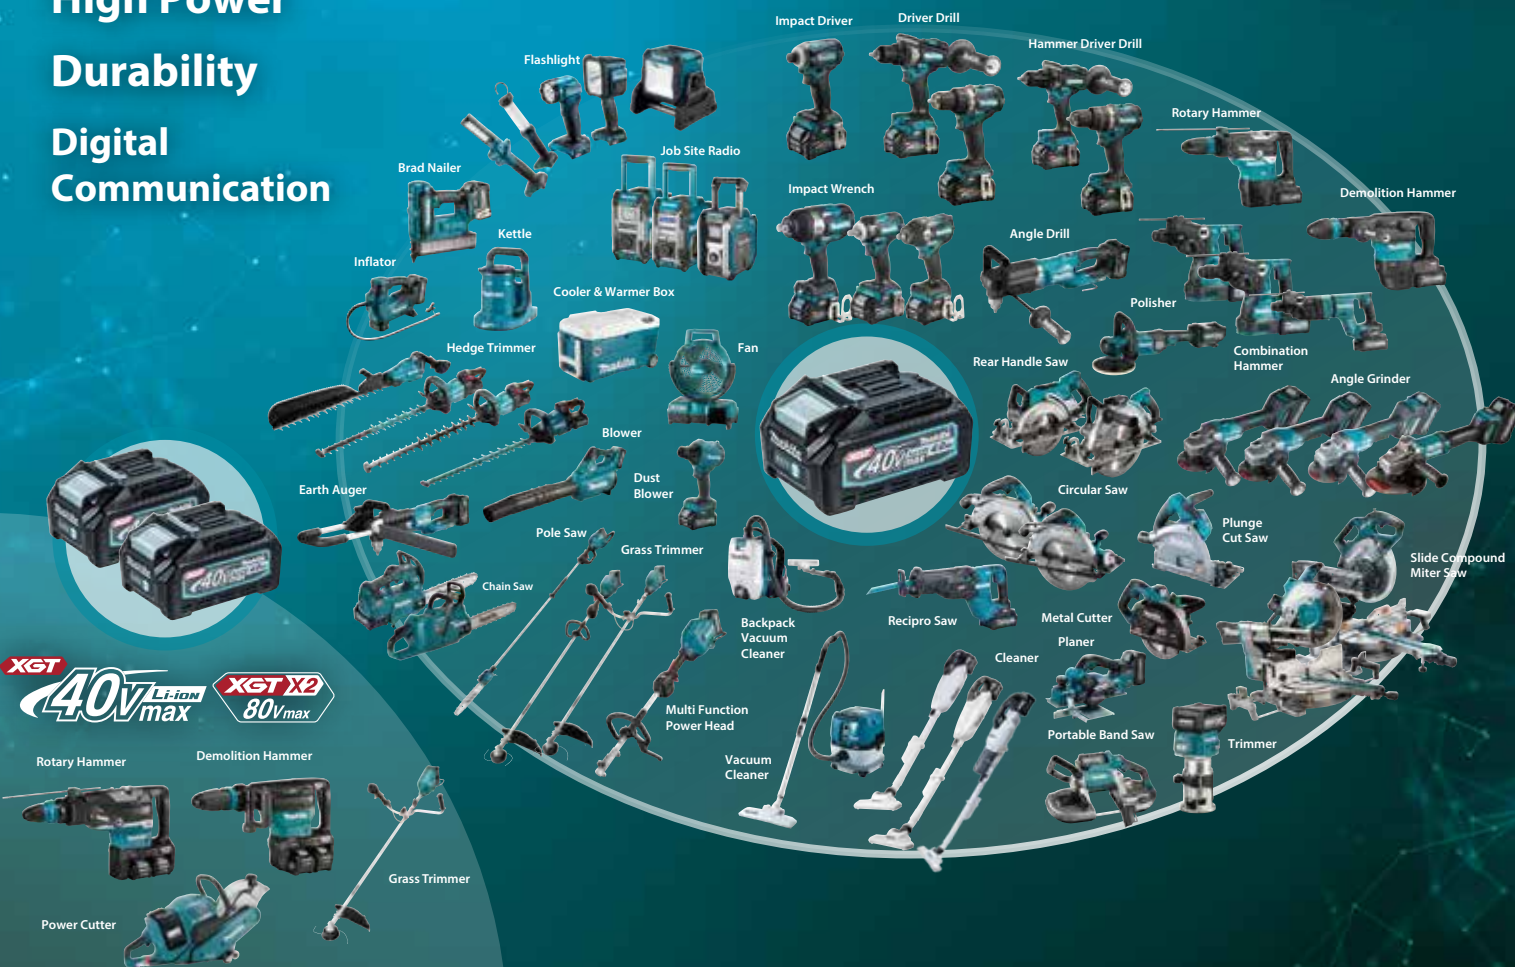 High Power
Durability
Digital
Communication
Impact Driver
Driver Drill
Hammer Driver Drill
Flashlight
Rotary Hammer
Job Site Radio
Brad Nailer
Impact Wrench
Demolition Hammer
Kettle
Angle Drill
Inflator
Cooler & Warmer Box
Polisher
Hedge Trimmer
Fan
Rear Handle Saw
Combination
Hammer
Angle Grinder
makita
XGT
40V
max
Blower
Dust
Blower
Earth Auger
Circular Saw
Plunge
Cut Saw
Slide Compound
Miter Saw
Pole Saw
Grass Trimmer
Chain Saw
Backpack
Vacuum
Cleaner
Recipro Saw
Metal Cutter
Planer
Cleaner
Multi Function
Power Head
Vacuum
Cleaner
Portable Band Saw
Trimmer
XGT
40Vmax Li-ion
XGT X2
80Vmax
Rotary Hammer
Demolition Hammer
Grass Trimmer
Power Cutter